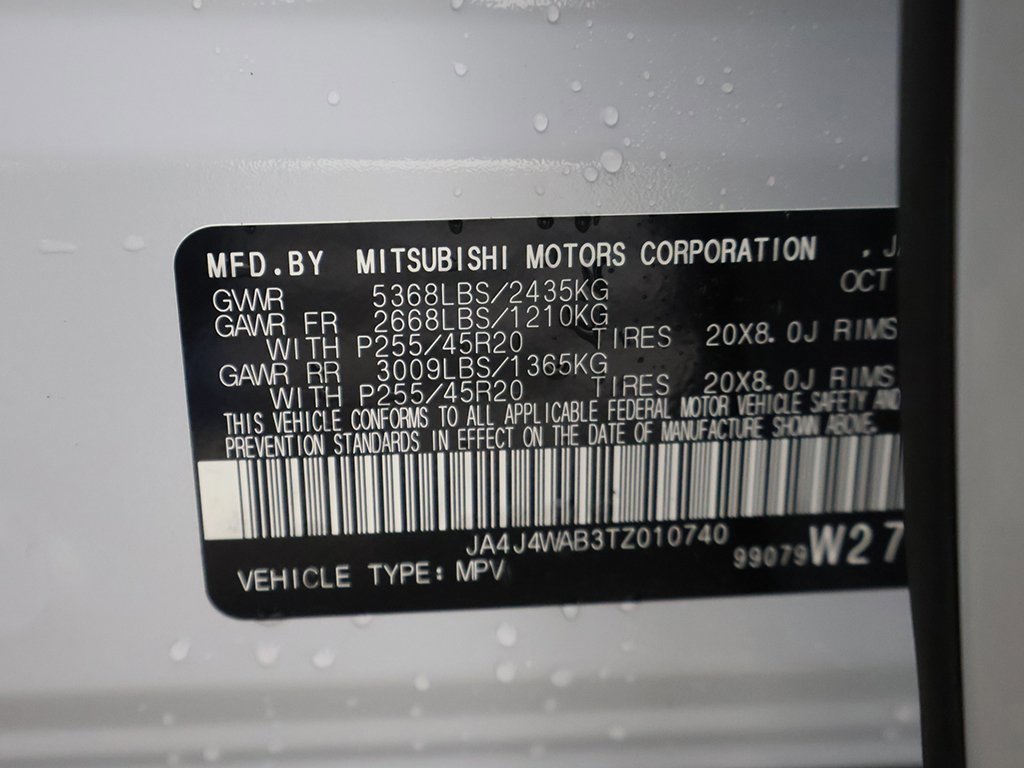 MFD.BY MITSUBISHI MOTORS CORPORATION .J
GVWR 5368LBS/2435KG OCT
GAWR FR 2668LBS/1210KG
WITH P255/45R20 TIRES 20X8.0J RIMS
GAWR RR 3009LBS/1365KG
WITH P255/45R20 TIRES 20X8.0J RIMS
THIS VEHICLE CONFORMS TO ALL APPLICABLE FEDERAL MOTOR VEHICLE SAFETY AND
PREVENTION STANDARDS IN EFFECT ON THE DATE OF MANUFACTURE SHOWN ABOVE.
JA4J4WAB3TZ010740
99079 W27
VEHICLE TYPE: MPV